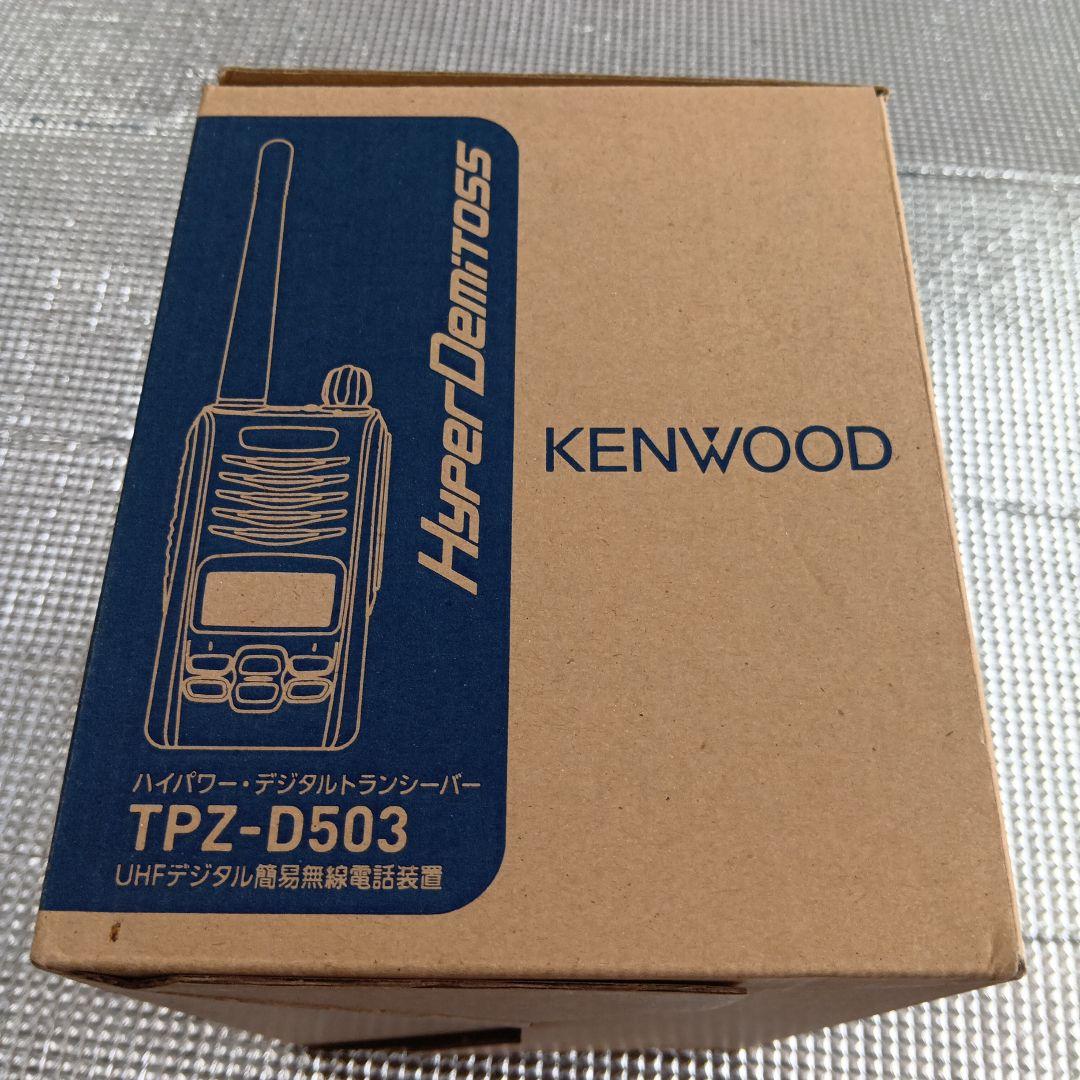 HyperDemiTOSS
KENWOOD
ハイパワー・デジタルトランシーバー
TPZ-D503
UHFデジタル簡易無線電話装置